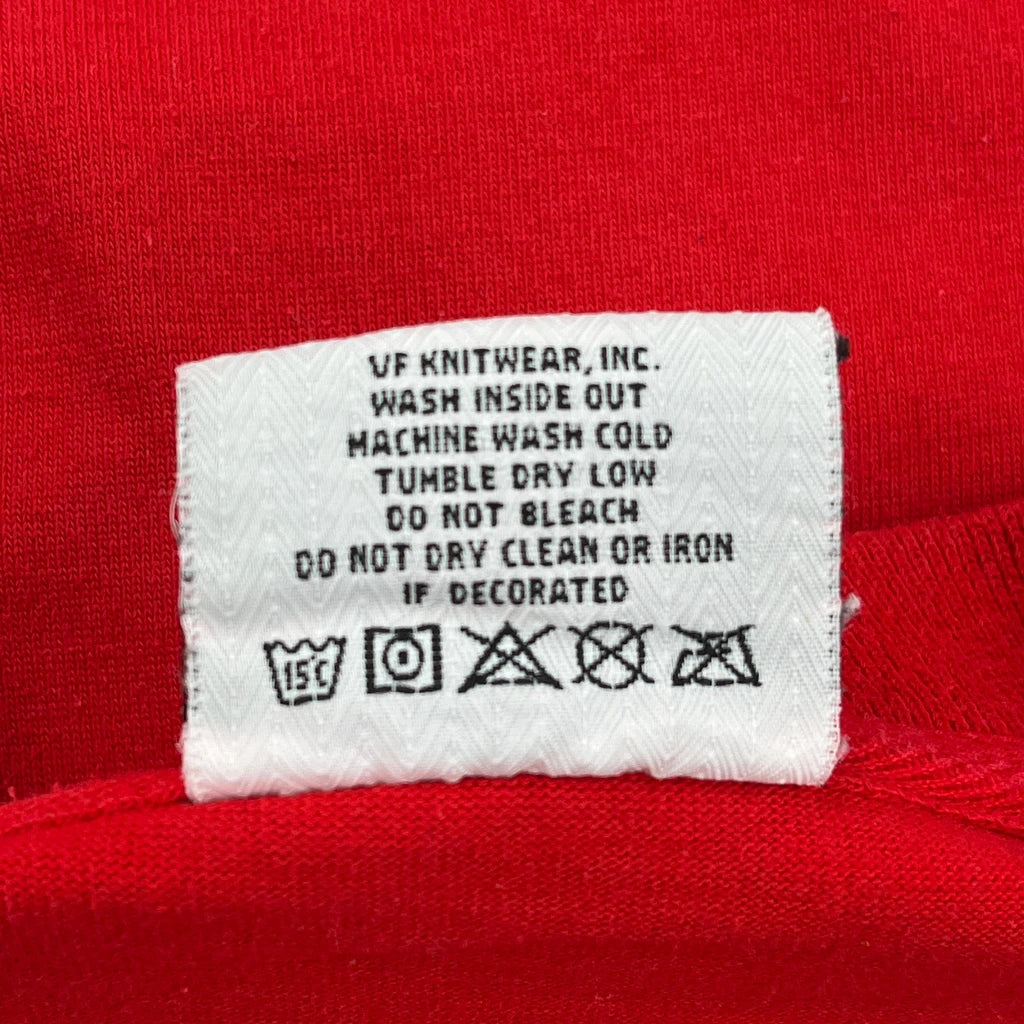 VF KNITWEAR, INC.
WASH INSIDE OUT
MACHINE WASH COLD
TUMBLE DRY LOW
DO NOT BLEACH
DO NOT DRY CLEAN OR IRON
IF DECORATED
15C